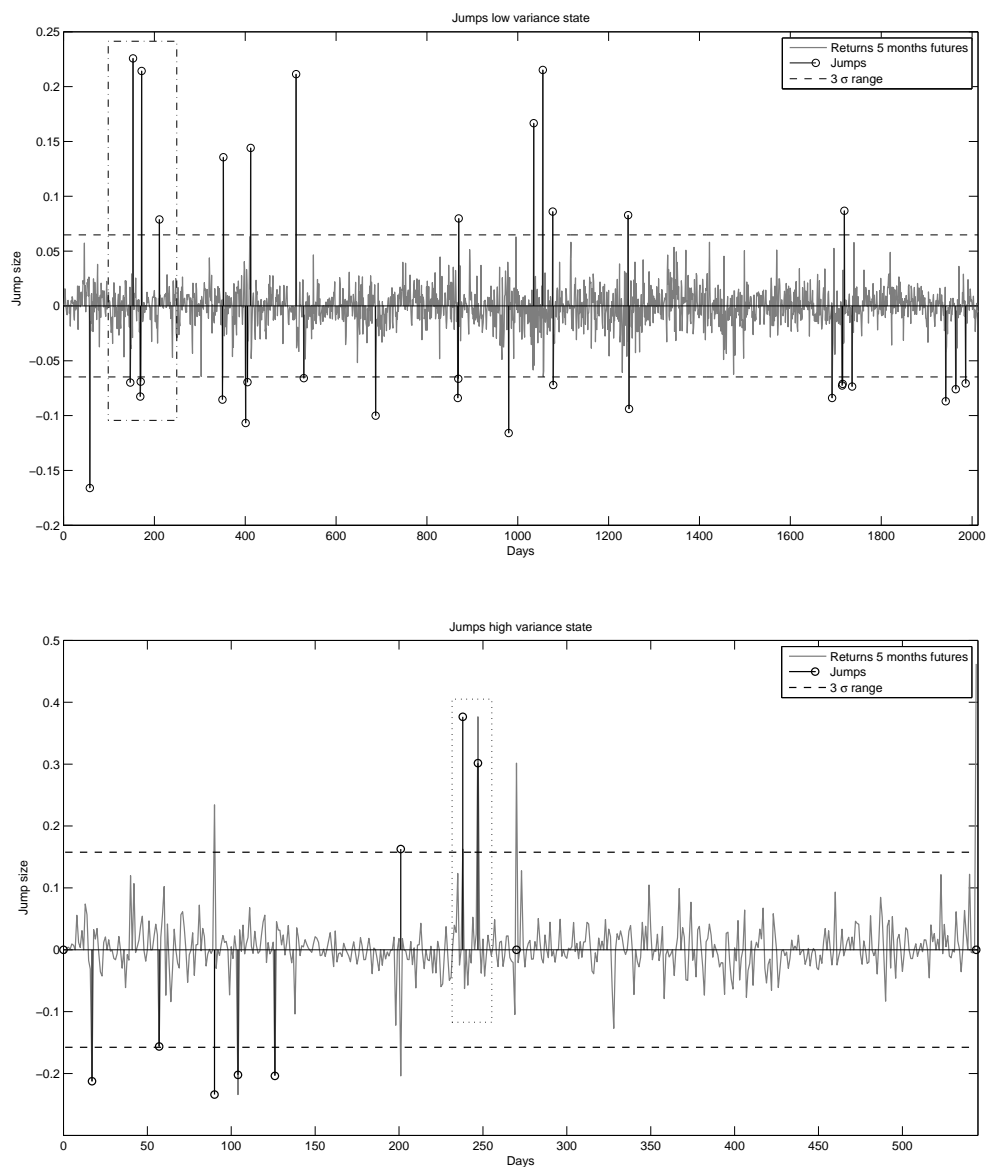 Jumps low variance state
0.25
0.2
0.15
0.1
0.05
0
−0.05
−0.1
−0.15
−0.2
Jump size
Returns 5 months futures
Jumps
3 σ range
0 200 400 600 800 1000 1200 1400 1600 1800 2000
Days
Jumps high variance state
0.5
0.4
0.3
0.2
0.1
0
−0.1
−0.2
Jump size
Returns 5 months futures
Jumps
3 σ range
0 50 100 150 200 250 300 350 400 450 500
Days